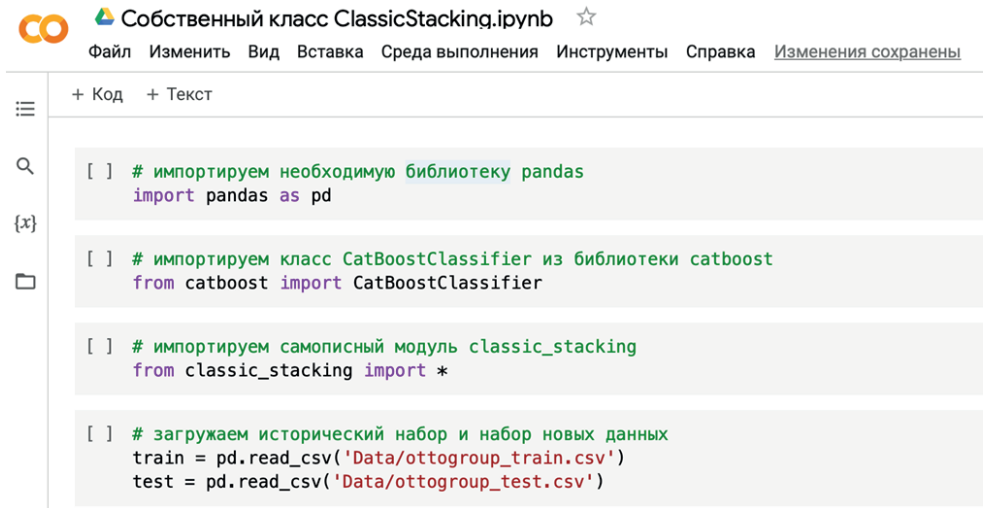 Собственный класс ClassicStacking.ipynb
Файл Изменить Вид Вставка Среда выполнения Инструменты Справка Изменения сохранены
+ Код + Текст
[ ] # импортируем необходимую библиотеку pandas
import pandas as pd
{x}
[ ] # импортируем класс CatBoostClassifier из библиотеки catboost
from catboost import CatBoostClassifier
[ ] # импортируем самописный модуль classic_stacking
from classic_stacking import *
[ ] # загружаем исторический набор и набор новых данных
train = pd.read_csv('Data/ottogroup_train.csv')
test = pd.read_csv('Data/ottogroup_test.csv')